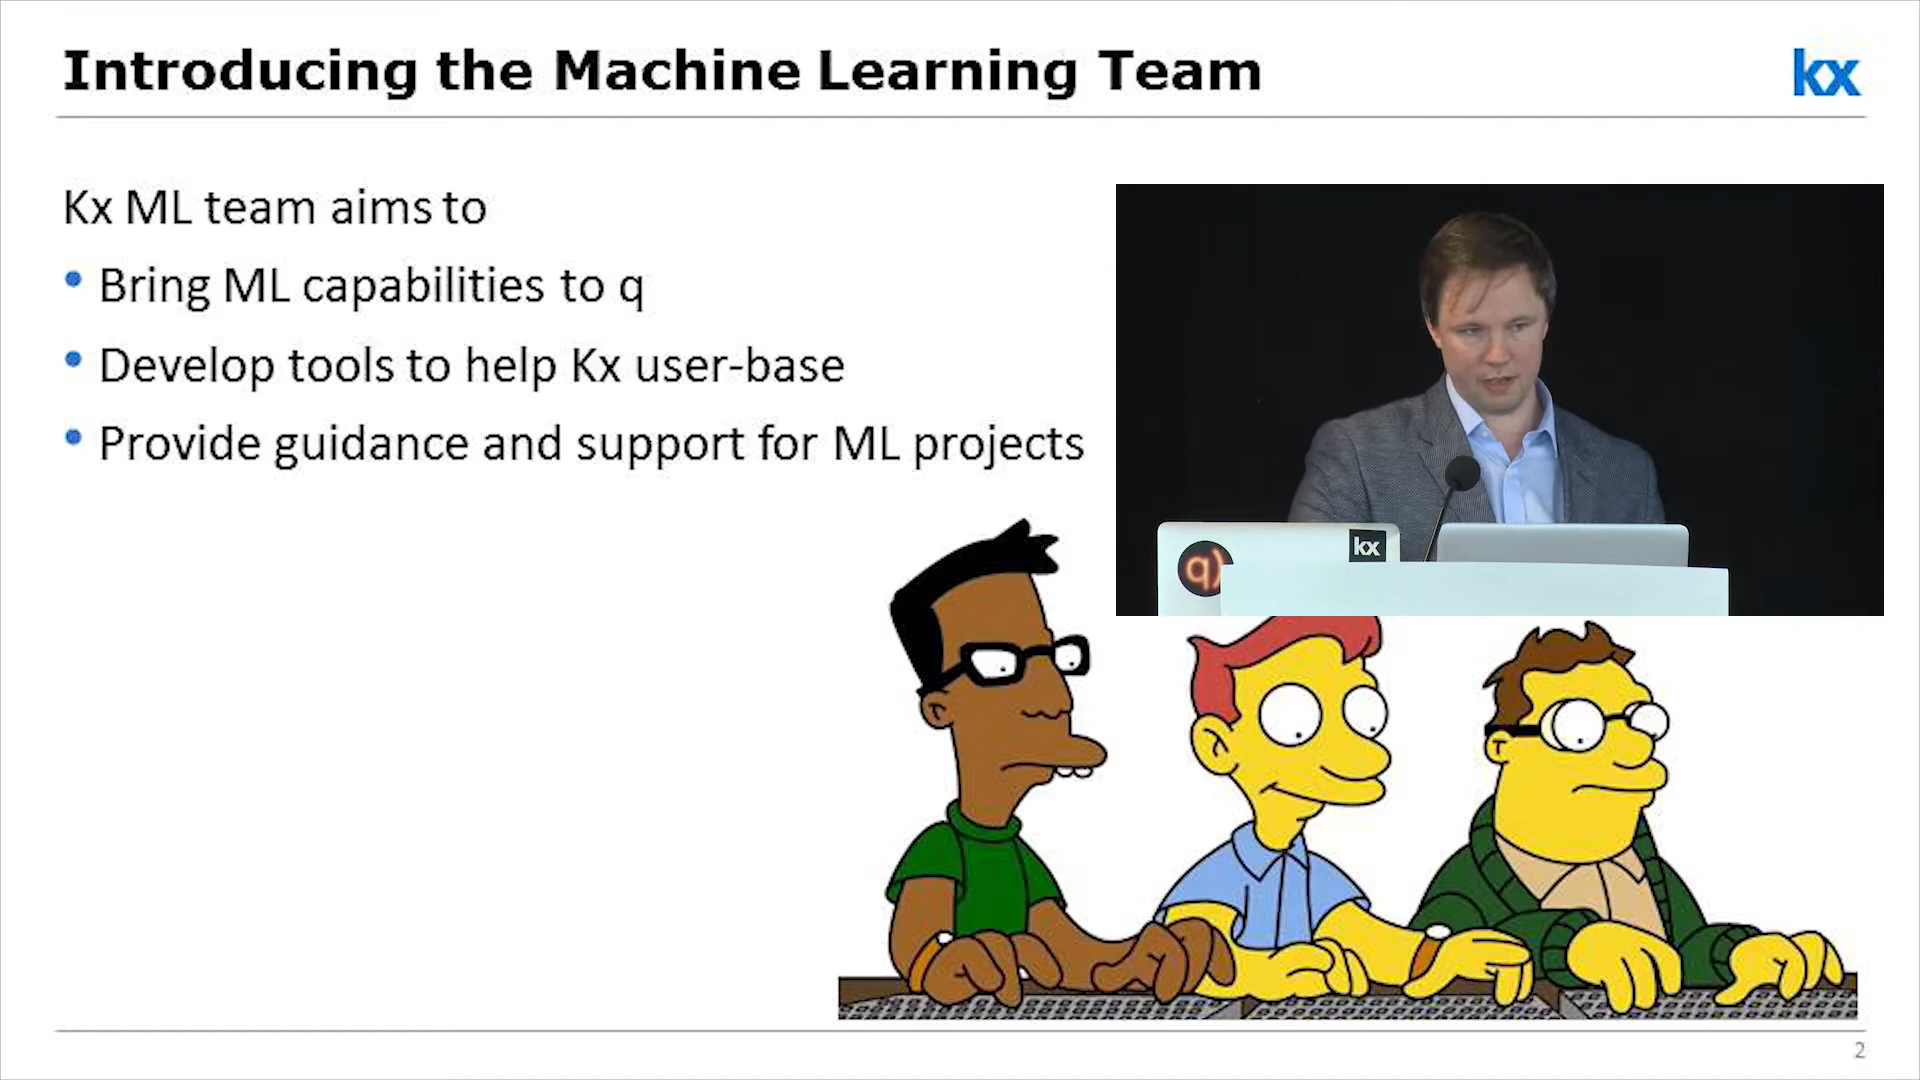 Introducing the Machine Learning Team
kx
Kx ML team aims to
• Bring ML capabilities to q
• Develop tools to help Kx user-base
• Provide guidance and support for ML projects
kx
q)
2